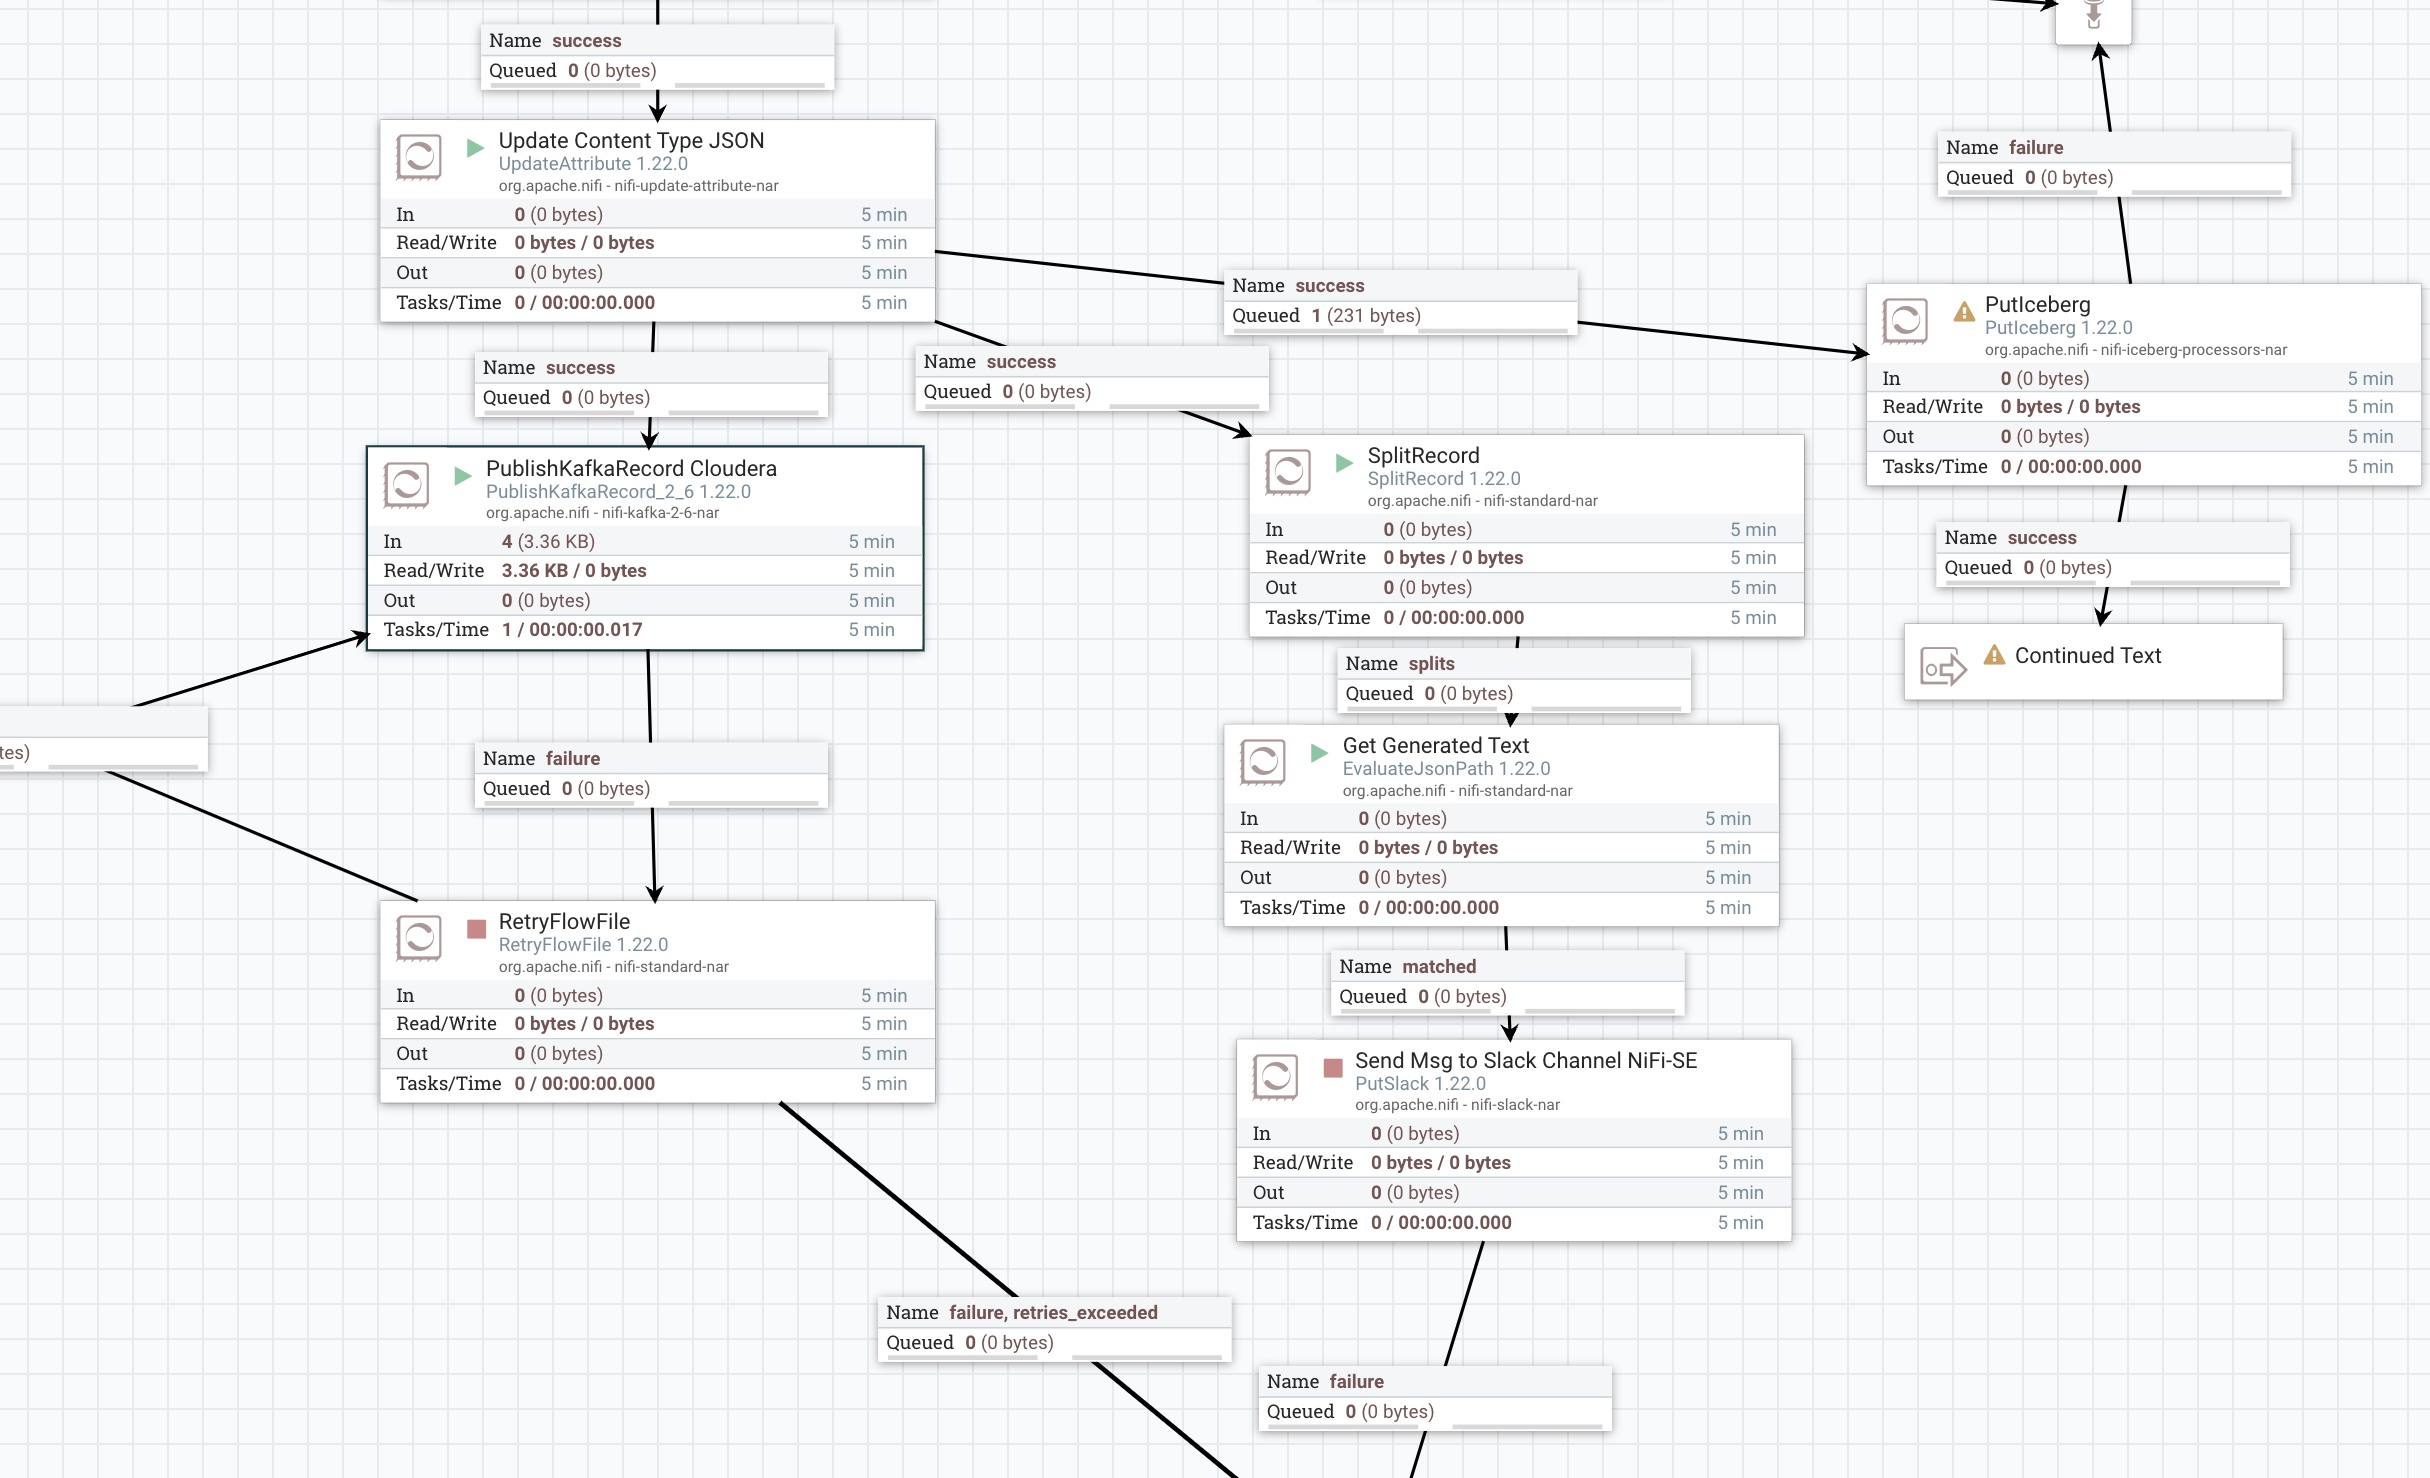 Name success
Queued 0 (0 bytes)
Update Content Type JSON
UpdateAttribute 1.22.0
org.apache.nifi - nifi-update-attribute-nar
In 0 (0 bytes) 5 min
Read/Write 0 bytes / 0 bytes 5 min
Out 0 (0 bytes) 5 min
Tasks/Time 0 / 00:00:00.000 5 min
Name success
Queued 0 (0 bytes)
PublishKafkaRecord Cloudera
PublishKafkaRecord_2_6 1.22.0
org.apache.nifi - nifi-kafka-2-6-nar
In 4 (3.36 KB) 5 min
Read/Write 3.36 KB / 0 bytes 5 min
Out 0 (0 bytes) 5 min
Tasks/Time 1 / 00:00:00.017 5 min
tes)
Name failure
Queued 0 (0 bytes)
RetryFlowFile
RetryFlowFile 1.22.0
org.apache.nifi - nifi-standard-nar
In 0 (0 bytes) 5 min
Read/Write 0 bytes / 0 bytes 5 min
Out 0 (0 bytes) 5 min
Tasks/Time 0 / 00:00:00.000 5 min
Name failure, retries_exceeded
Queued 0 (0 bytes)
Name success
Queued 1 (231 bytes)
Name success
Queued 0 (0 bytes)
SplitRecord
SplitRecord 1.22.0
org.apache.nifi - nifi-standard-nar
In 0 (0 bytes) 5 min
Read/Write 0 bytes / 0 bytes 5 min
Out 0 (0 bytes) 5 min
Tasks/Time 0 / 00:00:00.000 5 min
Name splits
Queued 0 (0 bytes)
Get Generated Text
EvaluateJsonPath 1.22.0
org.apache.nifi - nifi-standard-nar
In 0 (0 bytes) 5 min
Read/Write 0 bytes / 0 bytes 5 min
Out 0 (0 bytes) 5 min
Tasks/Time 0 / 00:00:00.000 5 min
Name matched
Queued 0 (0 bytes)
Send Msg to Slack Channel NiFi-SE
PutSlack 1.22.0
org.apache.nifi - nifi-slack-nar
In 0 (0 bytes) 5 min
Read/Write 0 bytes / 0 bytes 5 min
Out 0 (0 bytes) 5 min
Tasks/Time 0 / 00:00:00.000 5 min
Name failure
Queued 0 (0 bytes)
Name failure
Queued 0 (0 bytes)
PutIceberg
PutIceberg 1.22.0
org.apache.nifi - nifi-iceberg-processors-nar
In 0 (0 bytes) 5 min
Read/Write 0 bytes / 0 bytes 5 min
Out 0 (0 bytes) 5 min
Tasks/Time 0 / 00:00:00.000 5 min
Name success
Queued 0 (0 bytes)
Continued Text